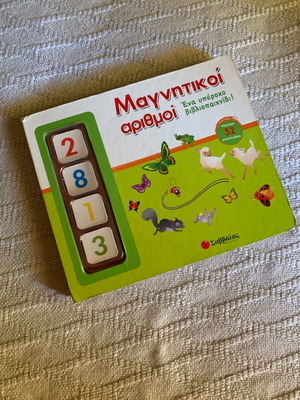 Μαγνητικοί
αριθμοί
Ένα υπέροχο
βιβλιοπαιχνίδι!
32
2
8
1
3
Σαββάλας